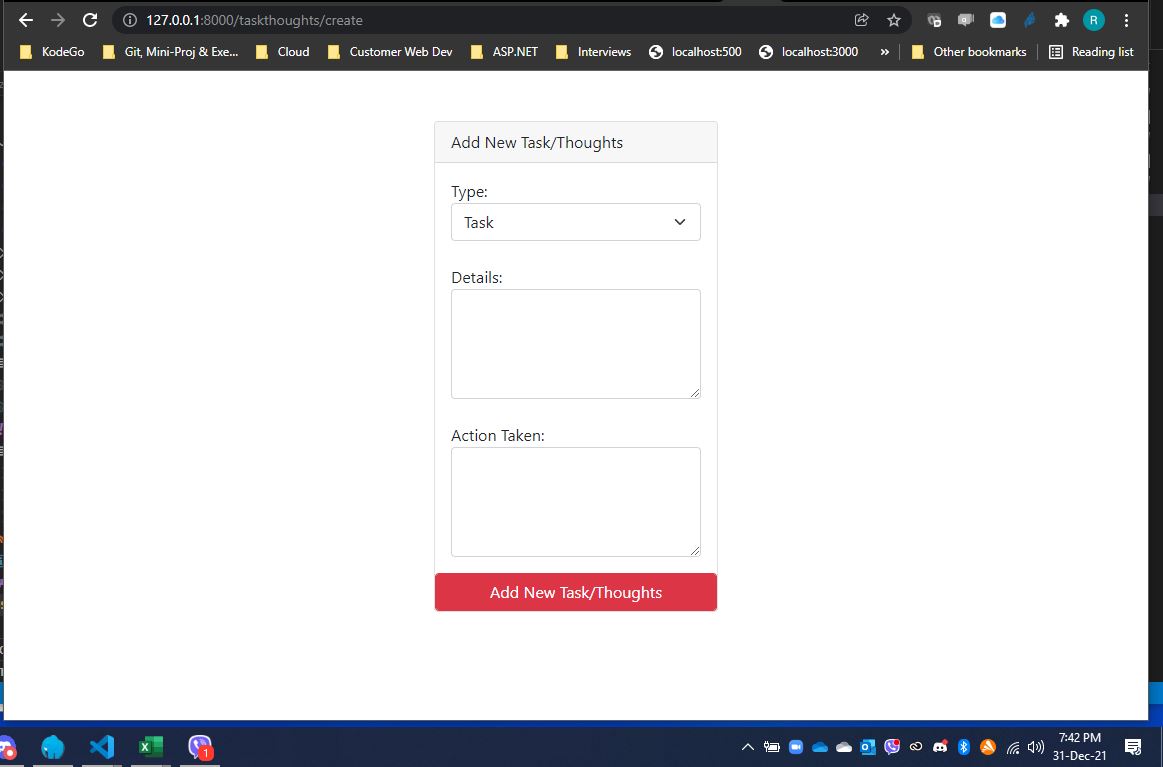 127.0.0.1:8000/taskthoughts/create
R
KodeGo Git, Mini-Proj & Exe... Cloud Customer Web Dev ASP.NET Interviews localhost:500 localhost:3000 » Other bookmarks Reading list
Add New Task/Thoughts
Type:
Task
Details:
Action Taken:
Add New Task/Thoughts
1
7:42 PM
31-Dec-21